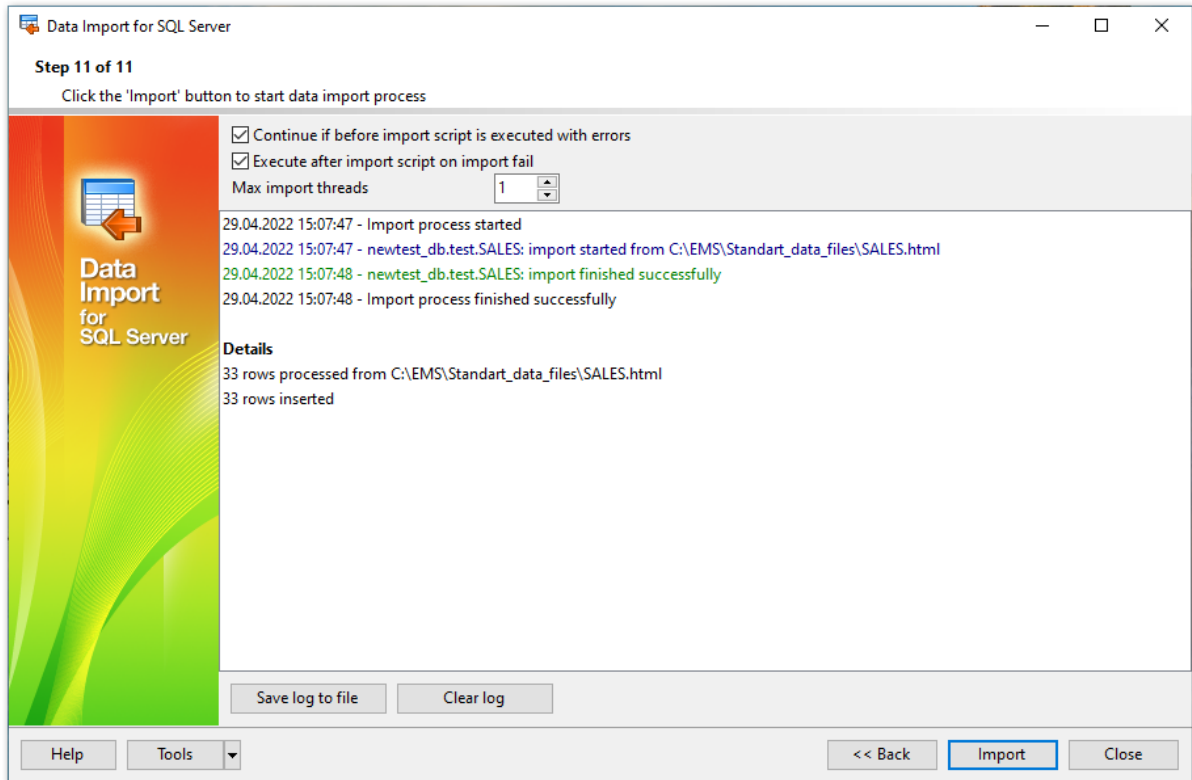 Data Import for SQL Server
Step 11 of 11
Click the 'Import' button to start data import process
Data
Import
for
SQL Server
Continue if before import script is executed with errors
Execute after import script on import fail
Max import threads 1
29.04.2022 15:07:47 - Import process started
29.04.2022 15:07:47 - newtest_db.test.SALES: import started from C:\EMS\Standart_data_files\SALES.html
29.04.2022 15:07:48 - newtest_db.test.SALES: import finished successfully
29.04.2022 15:07:48 - Import process finished successfully
Details
33 rows processed from C:\EMS\Standart_data_files\SALES.html
33 rows inserted
Save log to file Clear log
Help Tools << Back Import Close